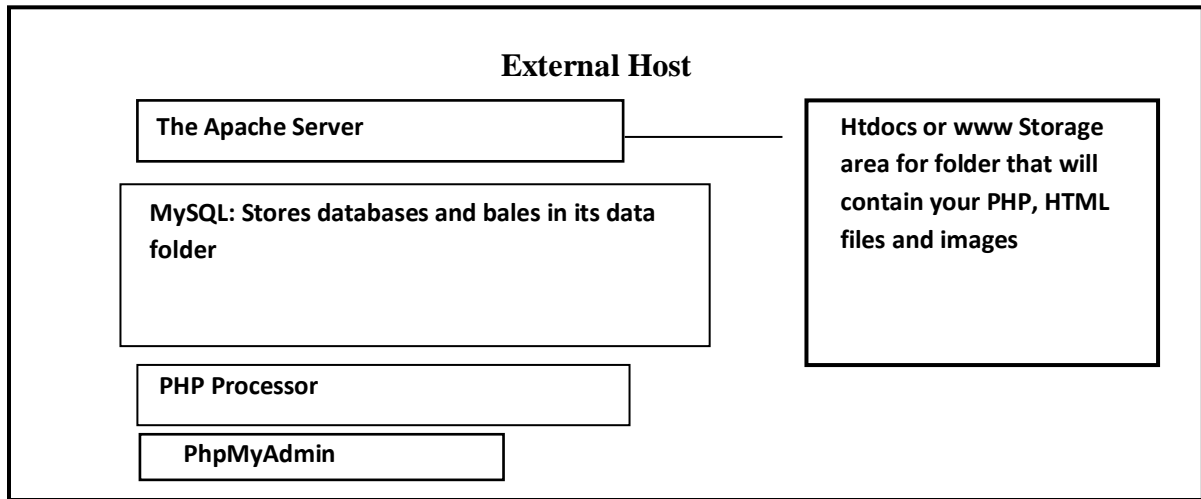 External Host
The Apache Server
MySQL: Stores databases and bales in its data
folder
PHP Processor
PhpMyAdmin
Htdocs or www Storage
area for folder that will
contain your PHP, HTML
files and images